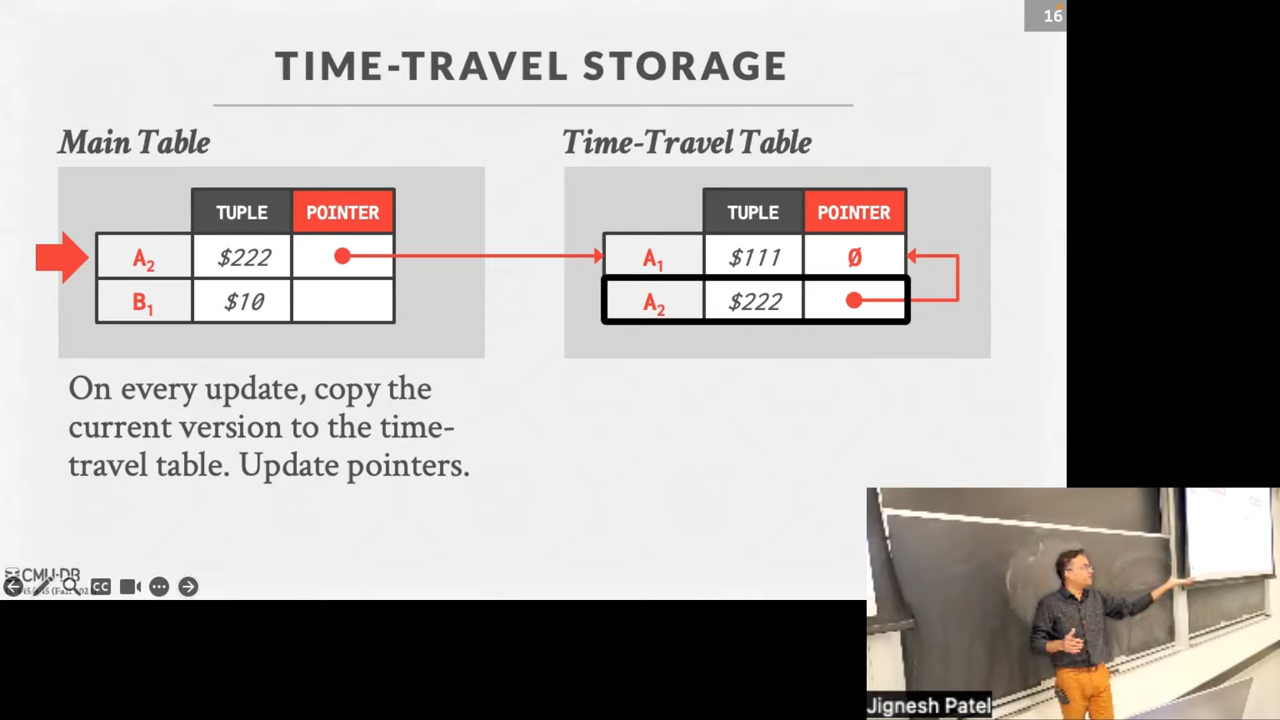 16
TIME-TRAVEL STORAGE
Main Table
TUPLE POINTER
A₂ $222
B₁ $10
Time-Travel Table
TUPLE POINTER
A₁ $111 Ø
A₂ $222
On every update, copy the
current version to the time-
travel table. Update pointers.
CMU-DB
CC
Jignesh Patel